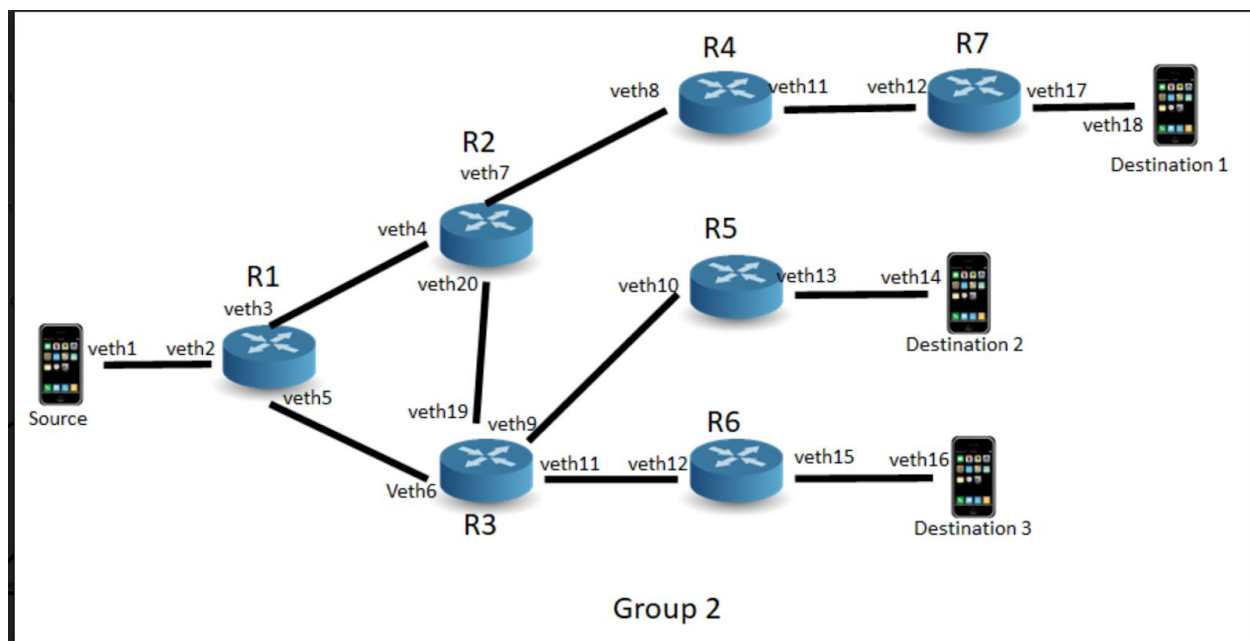 R4
R7
veth8
veth11
veth12
veth17
veth18
Destination 1
R2
veth7
veth4
veth20
R5
veth10
veth13
veth14
Destination 2
R1
veth3
veth1
veth2
veth5
Source
veth19
veth9
R6
Veth6
veth11
veth12
veth15
veth16
R3
Destination 3
Group 2